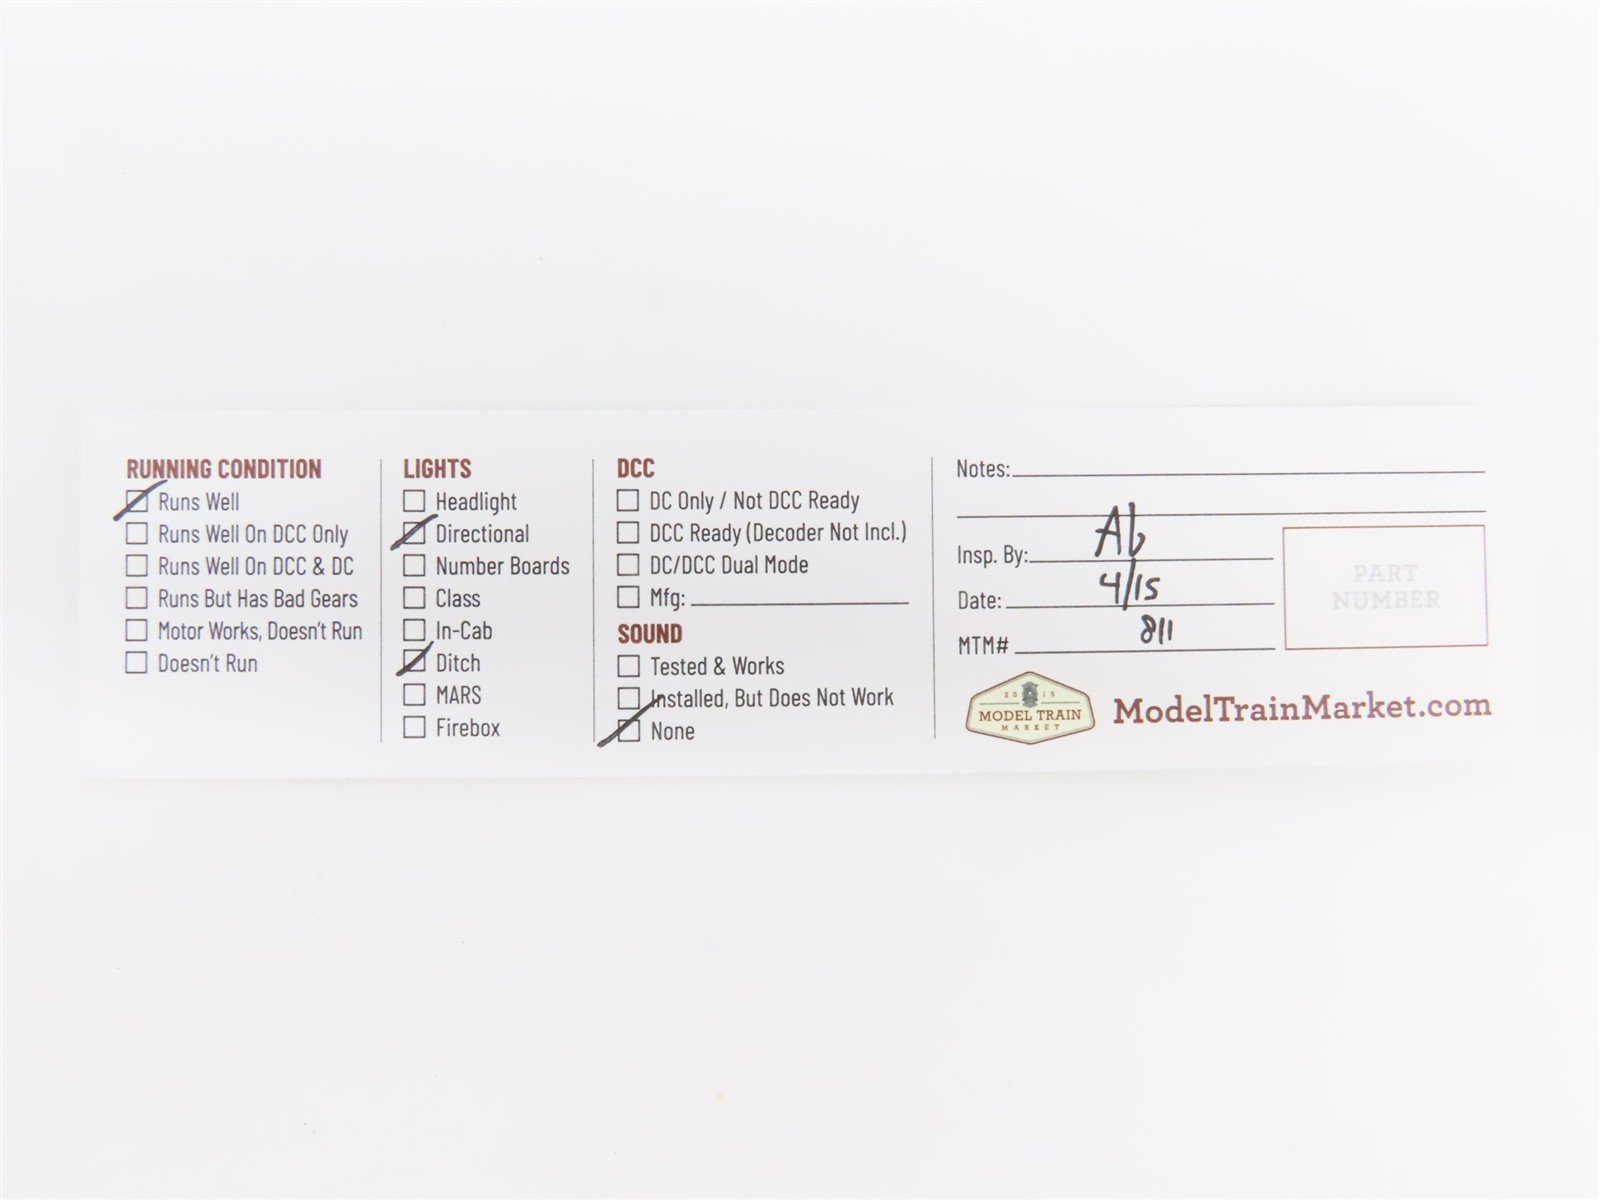 RUNNING CONDITION
Runs Well
Runs Well On DCC Only
Runs Well On DCC & DC
Runs But Has Bad Gears
Motor Works, Doesn't Run
Doesn't Run
LIGHTS
Headlight
Directional
Number Boards
Class
In-Cab
Ditch
MARS
Firebox
DCC
DC Only / Not DCC Ready
DCC Ready (Decoder Not Incl.)
DC/DCC Dual Mode
Mfg:
SOUND
Tested & Works
Installed, But Does Not Work
None
Notes:
Insp. By: Ab
Date: 4/15
MTM# 811
PART
NUMBER
2015
MODEL TRAIN
MARKET
ModelTrainMarket.com